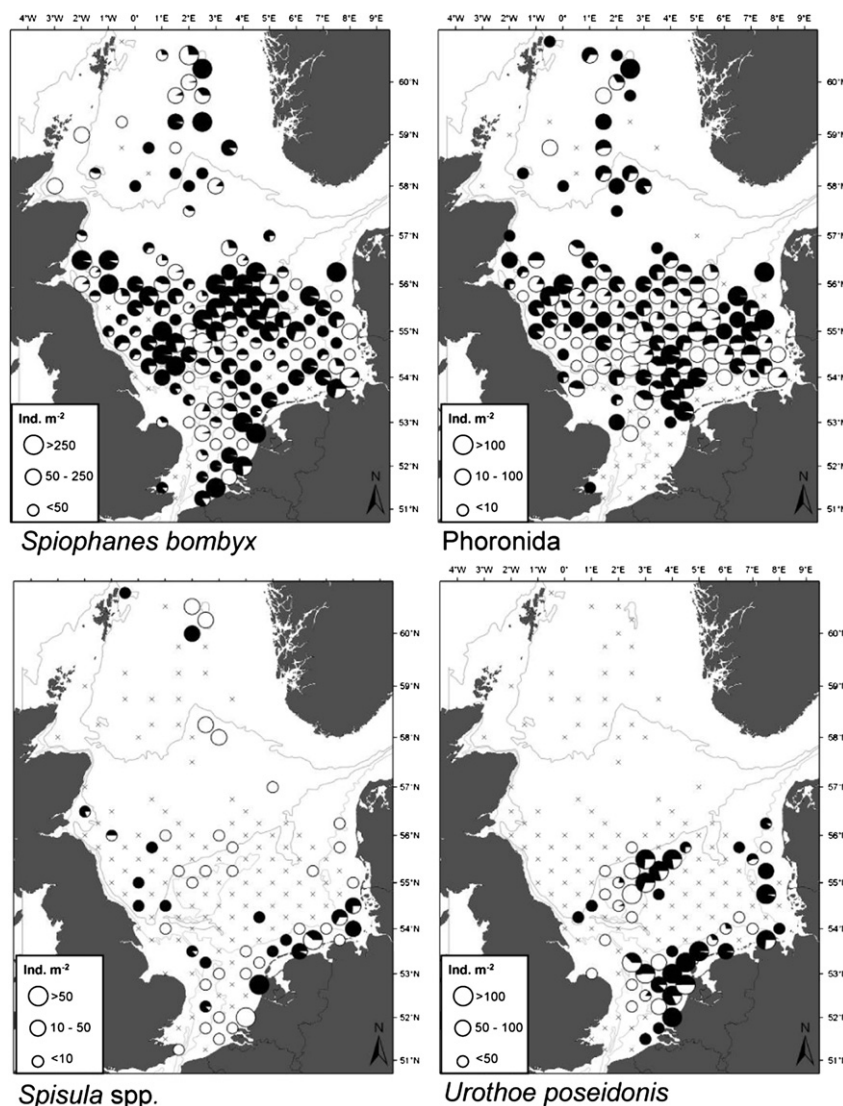 4°W 3°W 2°W 1°W 0° 1°E 2°E 3°E 4°E 5°E 6°E 7°E 8°E 9°E
60°N
59°N
58°N
57°N
56°N
55°N
54°N
53°N
52°N
51°N
Ind. m⁻²
>250
50 - 250
<50
N
Spiophanes bombyx
4°W 3°W 2°W 1°W 0° 1°E 2°E 3°E 4°E 5°E 6°E 7°E 8°E 9°E
60°N
59°N
58°N
57°N
56°N
55°N
54°N
53°N
52°N
51°N
Ind. m⁻²
>100
10 - 100
<10
N
Phoronida
4°W 3°W 2°W 1°W 0° 1°E 2°E 3°E 4°E 5°E 6°E 7°E 8°E 9°E
60°N
59°N
58°N
57°N
56°N
55°N
54°N
53°N
52°N
51°N
Ind. m⁻²
>50
10 - 50
<10
N
Spisula spp.
4°W 3°W 2°W 1°W 0° 1°E 2°E 3°E 4°E 5°E 6°E 7°E 8°E 9°E
60°N
59°N
58°N
57°N
56°N
55°N
54°N
53°N
52°N
51°N
Ind. m⁻²
>100
50 - 100
<50
N
Urothoe poseidonis